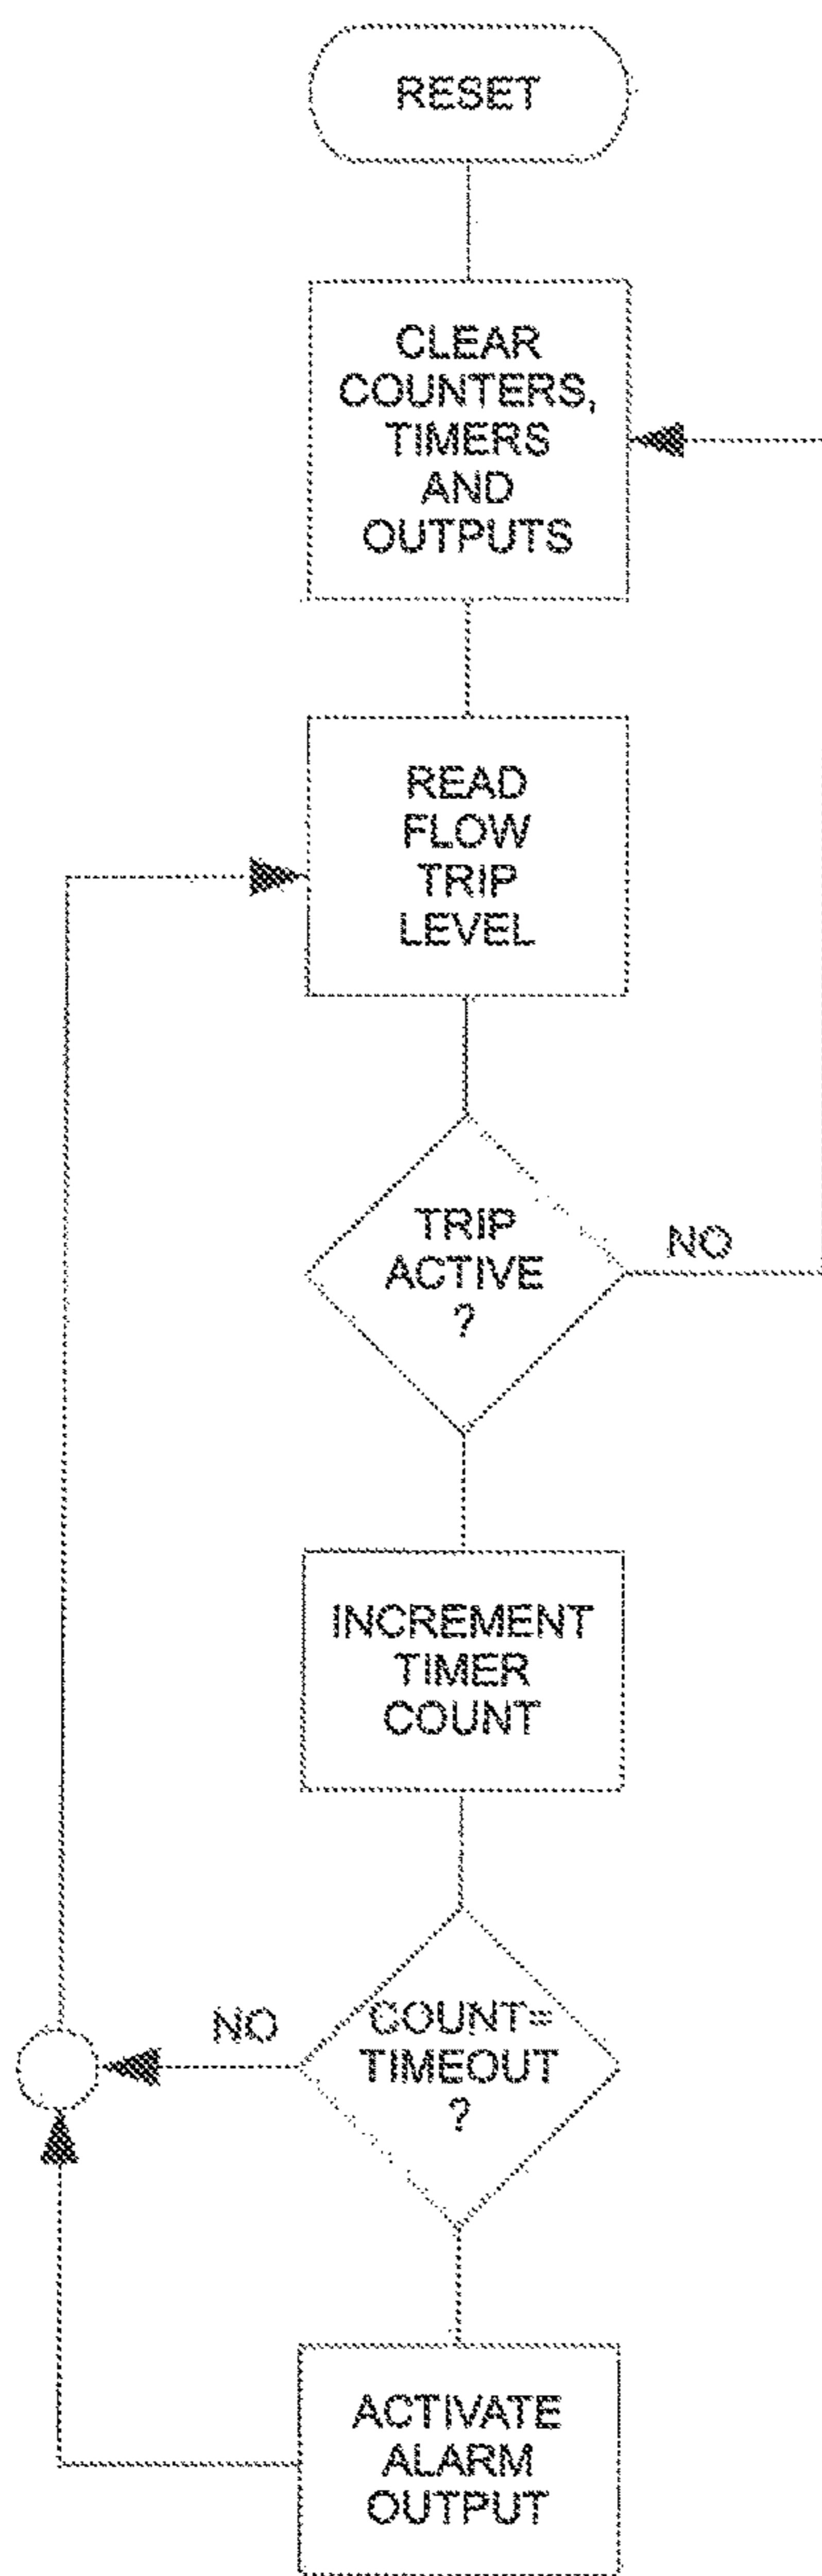 RESET
CLEAR
COUNTERS,
TIMERS
AND
OUTPUTS
READ
FLOW
TRIP
LEVEL
TRIP
ACTIVE
?
NO
INCREMENT
TIMER
COUNT
NO
COUNT=
TIMEOUT
?
ACTIVATE
ALARM
OUTPUT